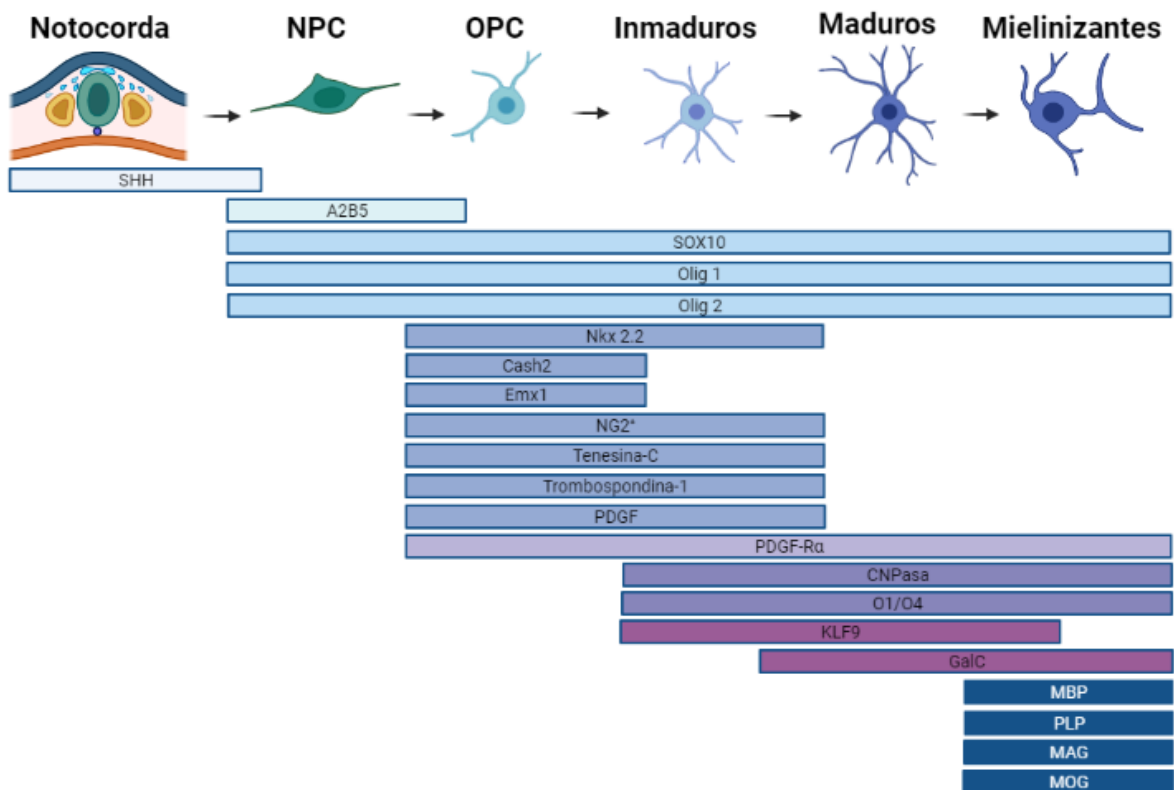 Notocorda NPC OPC Inmaduros Maduros Mielinizantes
SHH
A2B5
SOX10
Olig 1
Olig 2
Nkx 2.2
Cash2
Emx1
NG2⁺
Tenesina-C
Trombospondina-1
PDGF
PDGF-Rα
CNPasa
O1/O4
KLF9
GalC
MBP
PLP
MAG
MOG